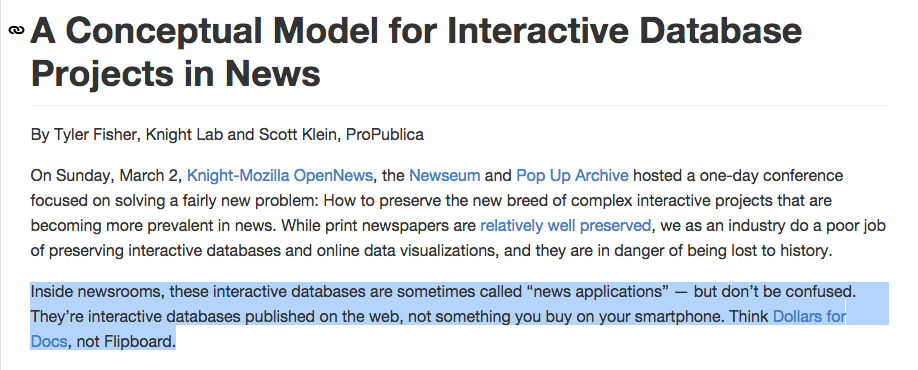 A Conceptual Model for Interactive Database
Projects in News
By Tyler Fisher, Knight Lab and Scott Klein, ProPublica
On Sunday, March 2, Knight-Mozilla OpenNews, the Newseum and Pop Up Archive hosted a one-day conference
focused on solving a fairly new problem: How to preserve the new breed of complex interactive projects that are
becoming more prevalent in news. While print newspapers are relatively well preserved, we as an industry do a poor job
of preserving interactive databases and online data visualizations, and they are in danger of being lost to history.
Inside newsrooms, these interactive databases are sometimes called “news applications” — but don’t be confused.
They’re interactive databases published on the web, not something you buy on your smartphone. Think Dollars for
Docs, not Flipboard.